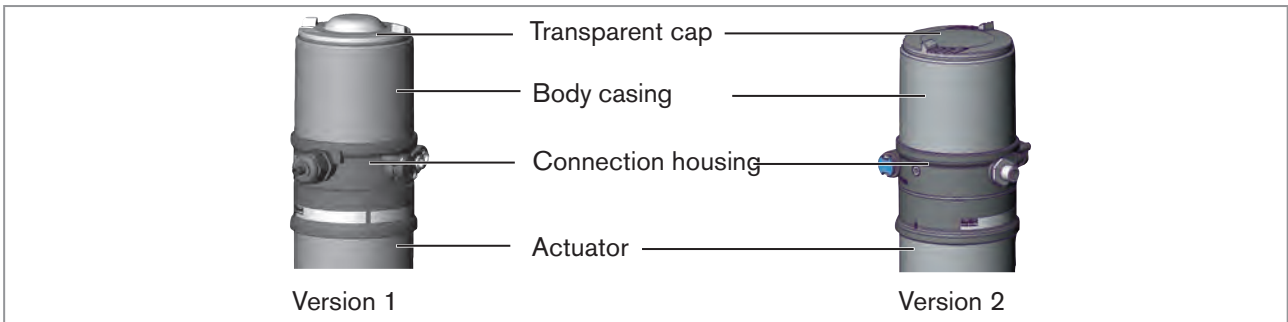 Transparent cap
Body casing
Connection housing
Actuator
Version 1
Version 2